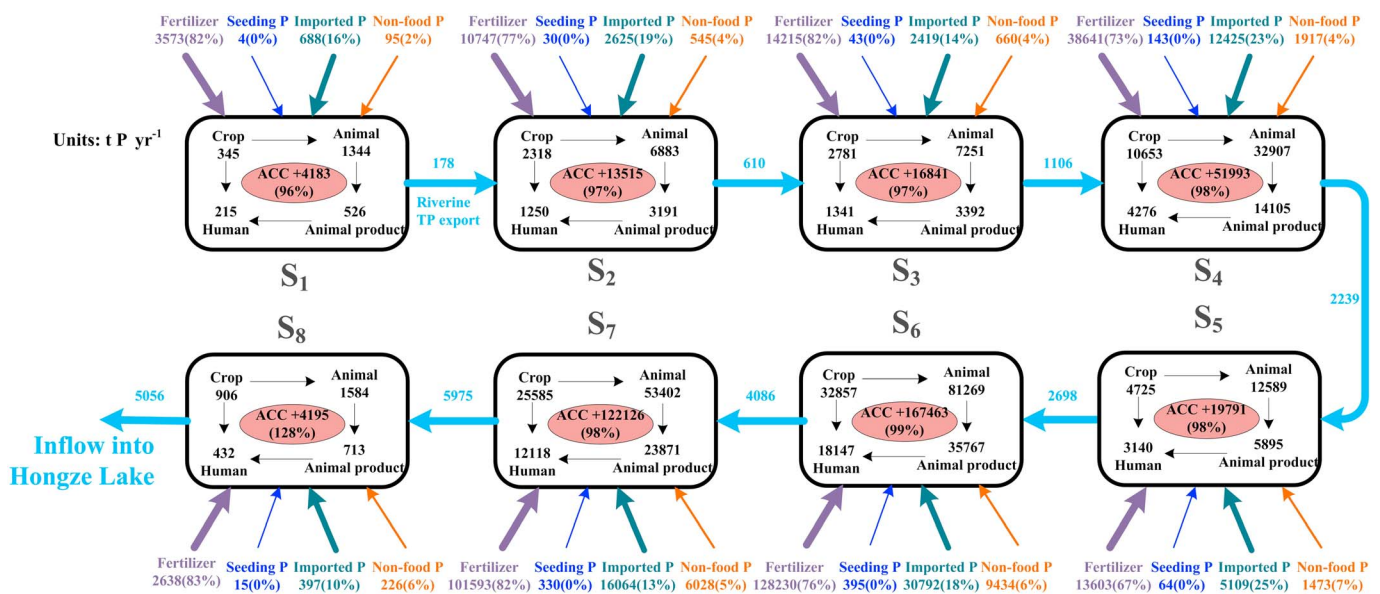 Fertilizer Seeding P Imported P Non-food P
3573(82%) 4(0%) 688(16%) 95(2%)
Fertilizer Seeding P Imported P Non-food P
10747(77%) 30(0%) 2625(19%) 545(4%)
Fertilizer Seeding P Imported P Non-food P
14215(82%) 43(0%) 2419(14%) 660(4%)
Fertilizer Seeding P Imported P Non-food P
38641(73%) 143(0%) 12425(23%) 1917(4%)
Units: t P yr-1
Crop Animal
345 1344
ACC +4183
(96%)
215 526
Human Animal product
S1
178
Riverine
TP export
Crop Animal
2318 6883
ACC +13515
(97%)
1250 3191
Human Animal product
S2
610
Crop Animal
2781 7251
ACC +16841
(97%)
1341 3392
Human Animal product
S3
1106
Crop Animal
10653 32907
ACC +51993
(98%)
4276 14105
Human Animal product
S4
2239
S8
5056
Inflow into
Hongze Lake
Crop Animal
906 1584
ACC +4195
(128%)
432 713
Human Animal product
Fertilizer Seeding P Imported P Non-food P
2638(83%) 15(0%) 397(10%) 226(6%)
5975
S7
Crop Animal
25585 53402
ACC +122126
(98%)
12118 23871
Human Animal product
Fertilizer Seeding P Imported P Non-food P
101593(82%) 330(0%) 16064(13%) 6028(5%)
4086
S6
Crop Animal
32857 81269
ACC +167463
(99%)
18147 35767
Human Animal product
Fertilizer Seeding P Imported P Non-food P
128230(76%) 395(0%) 30792(18%) 9434(6%)
2698
S5
Crop Animal
4725 12589
ACC +19791
(98%)
3140 5895
Human Animal product
Fertilizer Seeding P Imported P Non-food P
13603(67%) 64(0%) 5109(25%) 1473(7%)